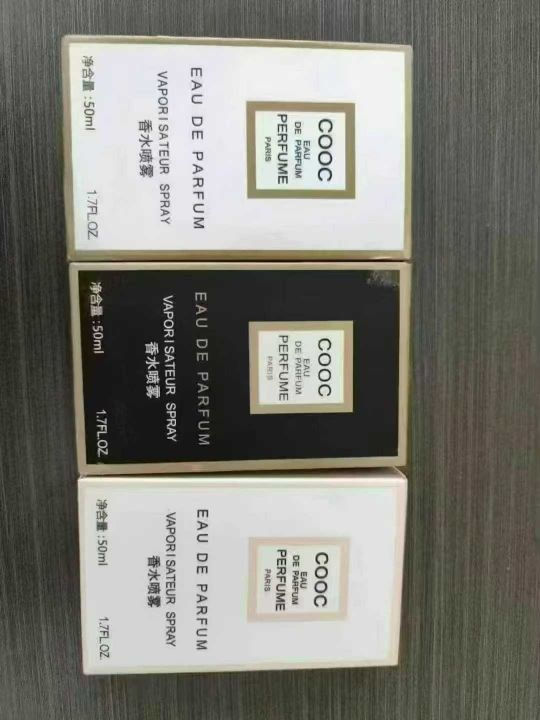 COOC
EAU
DE PARFUM
PERFUME
PARIS
EAU DE PARFUM
VAPORISATEUR SPRAY
香水喷雾
净含量:50ml
1.7FL.OZ.
COOC
EAU
DE PARFUM
PERFUME
PARIS
EAU DE PARFUM
VAPORISATEUR SPRAY
香水喷雾
净含量:50ml
1.7FL.OZ.
COOC
EAU
DE PARFUM
PERFUME
PARIS
EAU DE PARFUM
VAPORISATEUR SPRAY
香水喷雾
净含量:50ml
1.7FL.OZ.